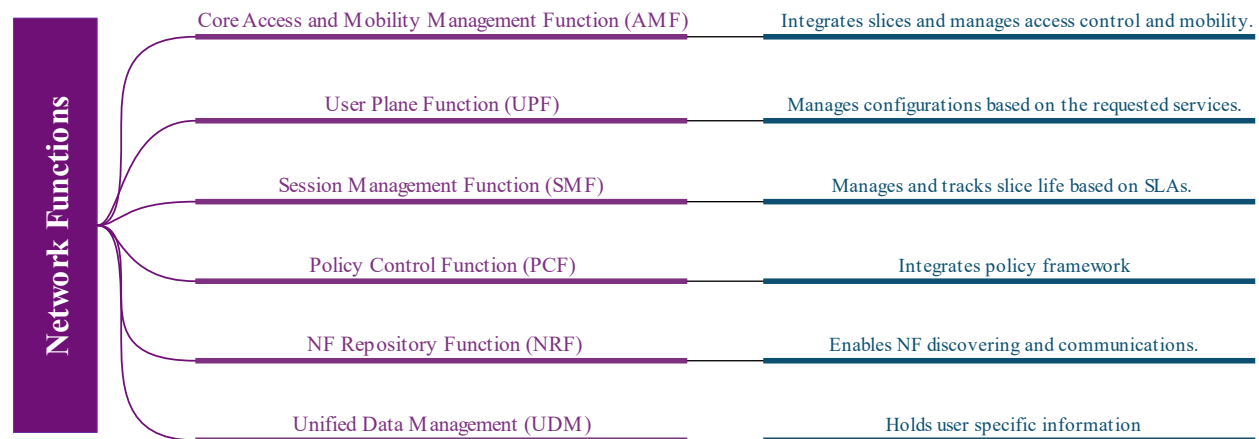 Network Functions
Core Access and Mobility Management Function (AMF)
Integrates slices and manages access control and mobility.
User Plane Function (UPF)
Manages configurations based on the requested services.
Session Management Function (SMF)
Manages and tracks slice life based on SLAs.
Policy Control Function (PCF)
Integrates policy framework
NF Repository Function (NRF)
Enables NF discovering and communications.
Unified Data Management (UDM)
Holds user specific information